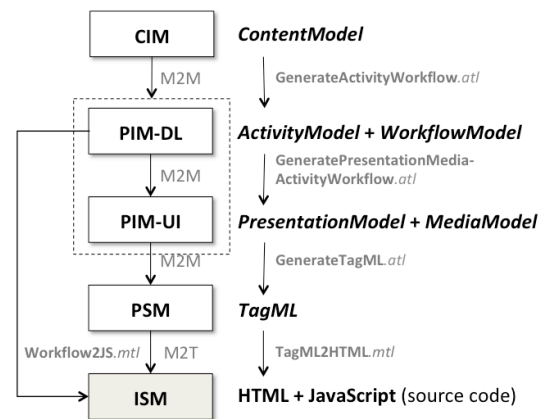 CIM
ContentModel
M2M
GenerateActivityWorkflow.atl
PIM-DL
ActivityModel + WorkflowModel
M2M
GeneratePresentationMedia-
ActivityWorkflow.atl
PIM-UI
PresentationModel + MediaModel
M2M
GenerateTagML.atl
PSM
TagML
Workflow2JS.mtl
M2T
TagML2HTML.mtl
ISM
HTML + JavaScript (source code)